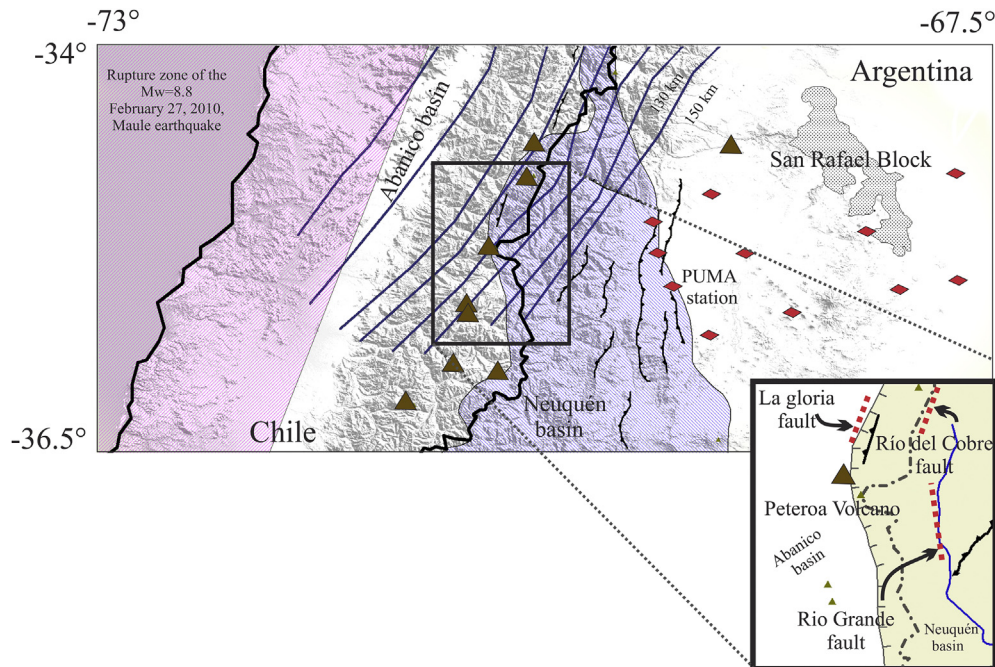 -73°
-67.5°
-34°
Rupture zone of the
Mw=8.8
February 27, 2010,
Maule earthquake
Abanico basin
130 km
150 km
Argentina
San Rafael Block
PUMA
station
Neuquén
basin
Chile
-36.5°
La gloria
fault
Río del Cobre
fault
Peteroa Volcano
Abanico
basin
Rio Grande
fault
Neuquén
basin